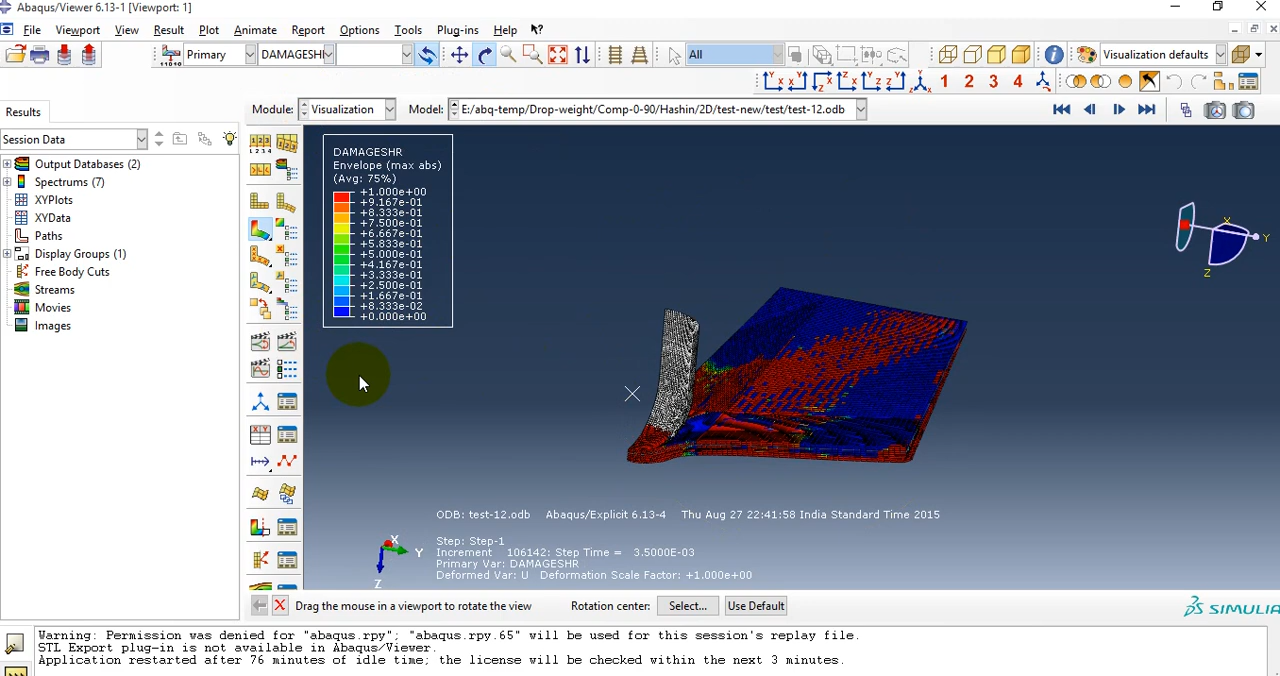 Abaqus/Viewer 6.13-1 [Viewport: 1]
File Viewport View Result Plot Animate Report Options Tools Plug-ins Help
Primary DAMAGESHR All Visualization defaults
1 2 3 4
Results Module: Visualization Model: E:/abq-temp/Drop-weight/Comp-0-90/Hashin/2D/test-new/test/test-12.odb
Session Data
Output Databases (2)
Spectrums (7)
XYPlots
XYData
Paths
Display Groups (1)
Free Body Cuts
Streams
Movies
Images
DAMAGESHR
Envelope (max abs)
(Avg: 75%)
+1.000e+00
+9.167e-01
+8.333e-01
+7.500e-01
+6.667e-01
+5.833e-01
+5.000e-01
+4.167e-01
+3.333e-01
+2.500e-01
+1.667e-01
+8.333e-02
+0.000e+00
X
Y
Z
ODB: test-12.odb Abaqus/Explicit 6.13-4 Thu Aug 27 22:41:58 India Standard Time 2015
Step: Step-1
Increment 106142: Step Time = 3.5000E-03
Primary Var: DAMAGESHR
Deformed Var: U Deformation Scale Factor: +1.000e+00
X
Y
Z
Drag the mouse in a viewport to rotate the view Rotation center: Select... Use Default
SIMULIA
Warning: Permission was denied for "abaqus.rpy"; "abaqus.rpy.65" will be used for this session's replay file.
STL Export plug-in is not available in Abaqus/Viewer.
Application restarted after 76 minutes of idle time; the license will be checked within the next 3 minutes.